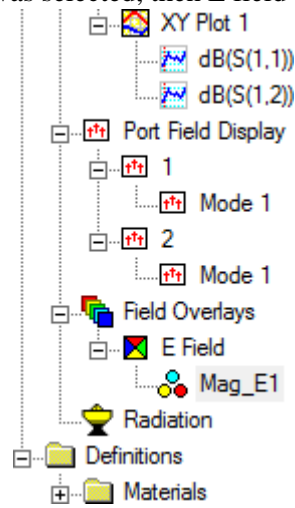 was selected, then E field
XY Plot 1
dB(S(1,1))
dB(S(1,2))
Port Field Display
1
Mode 1
2
Mode 1
Field Overlays
E Field
Mag_E1
Radiation
Definitions
Materials